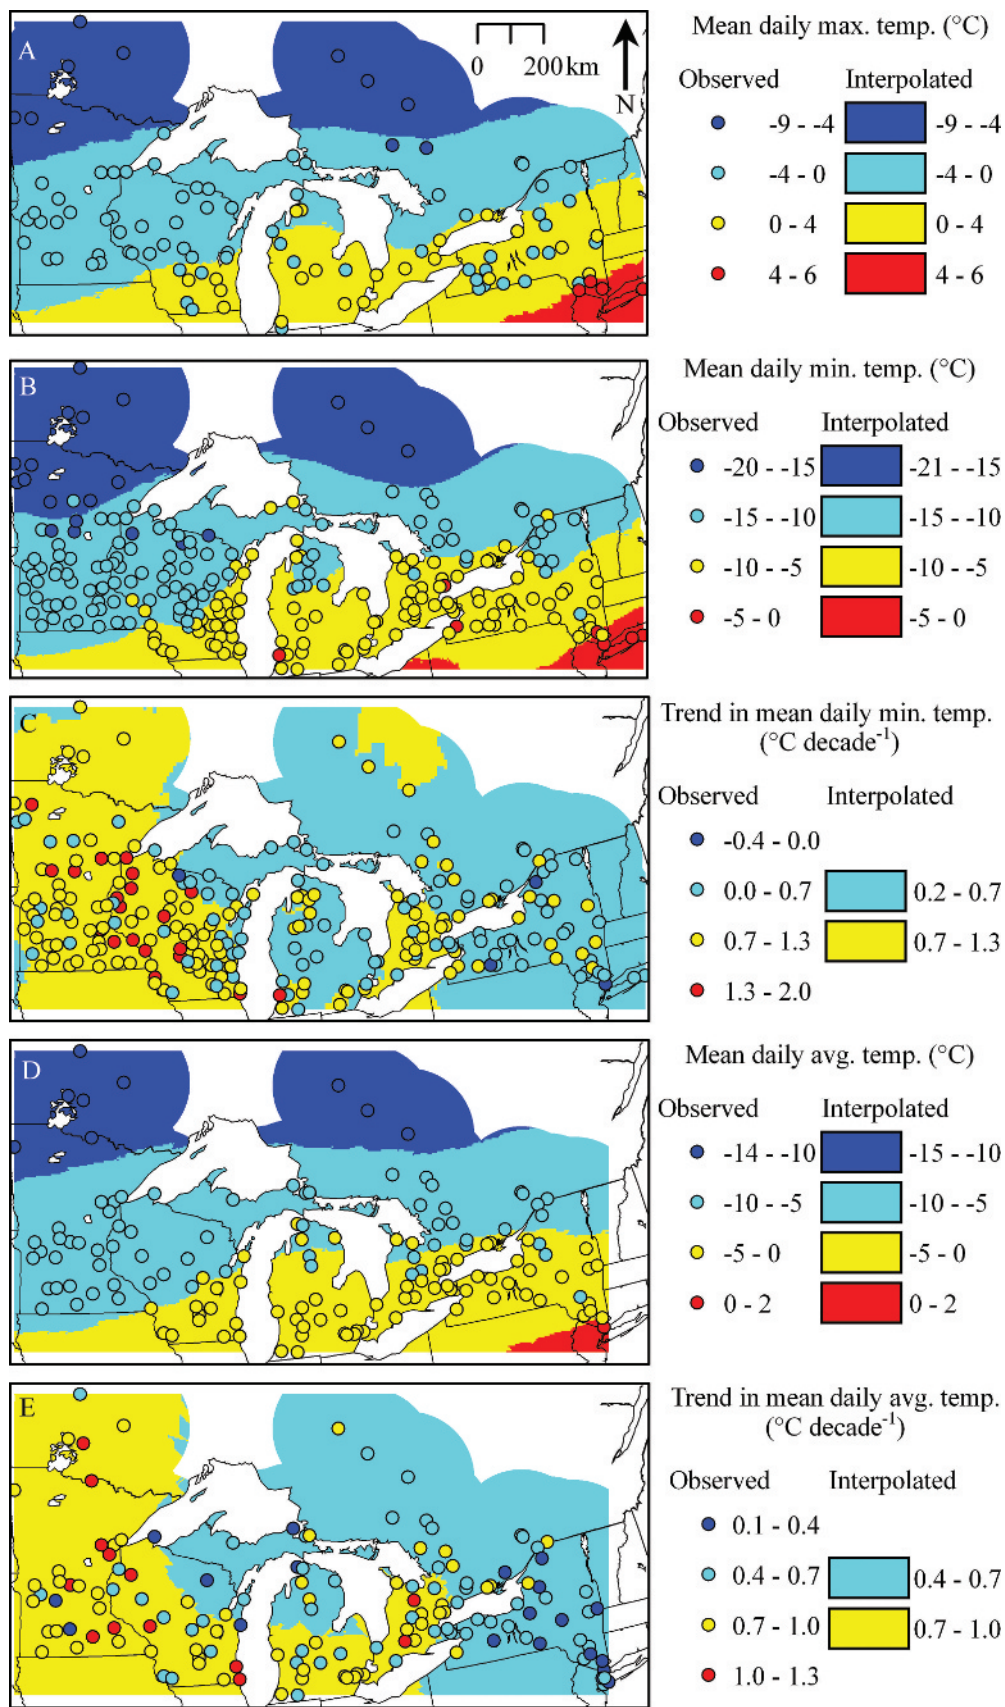 A
0 200 km
N
Mean daily max. temp. (°C)
Observed Interpolated
-9 - -4 -9 - -4
-4 - 0 -4 - 0
0 - 4 0 - 4
4 - 6 4 - 6
B
Mean daily min. temp. (°C)
Observed Interpolated
-20 - -15 -21 - -15
-15 - -10 -15 - -10
-10 - -5 -10 - -5
-5 - 0 -5 - 0
C
Trend in mean daily min. temp.
(°C decade⁻¹)
Observed Interpolated
-0.4 - 0.0
0.0 - 0.7 0.2 - 0.7
0.7 - 1.3 0.7 - 1.3
1.3 - 2.0
D
Mean daily avg. temp. (°C)
Observed Interpolated
-14 - -10 -15 - -10
-10 - -5 -10 - -5
-5 - 0 -5 - 0
0 - 2 0 - 2
E
Trend in mean daily avg. temp.
(°C decade⁻¹)
Observed Interpolated
0.1 - 0.4
0.4 - 0.7 0.4 - 0.7
0.7 - 1.0 0.7 - 1.0
1.0 - 1.3